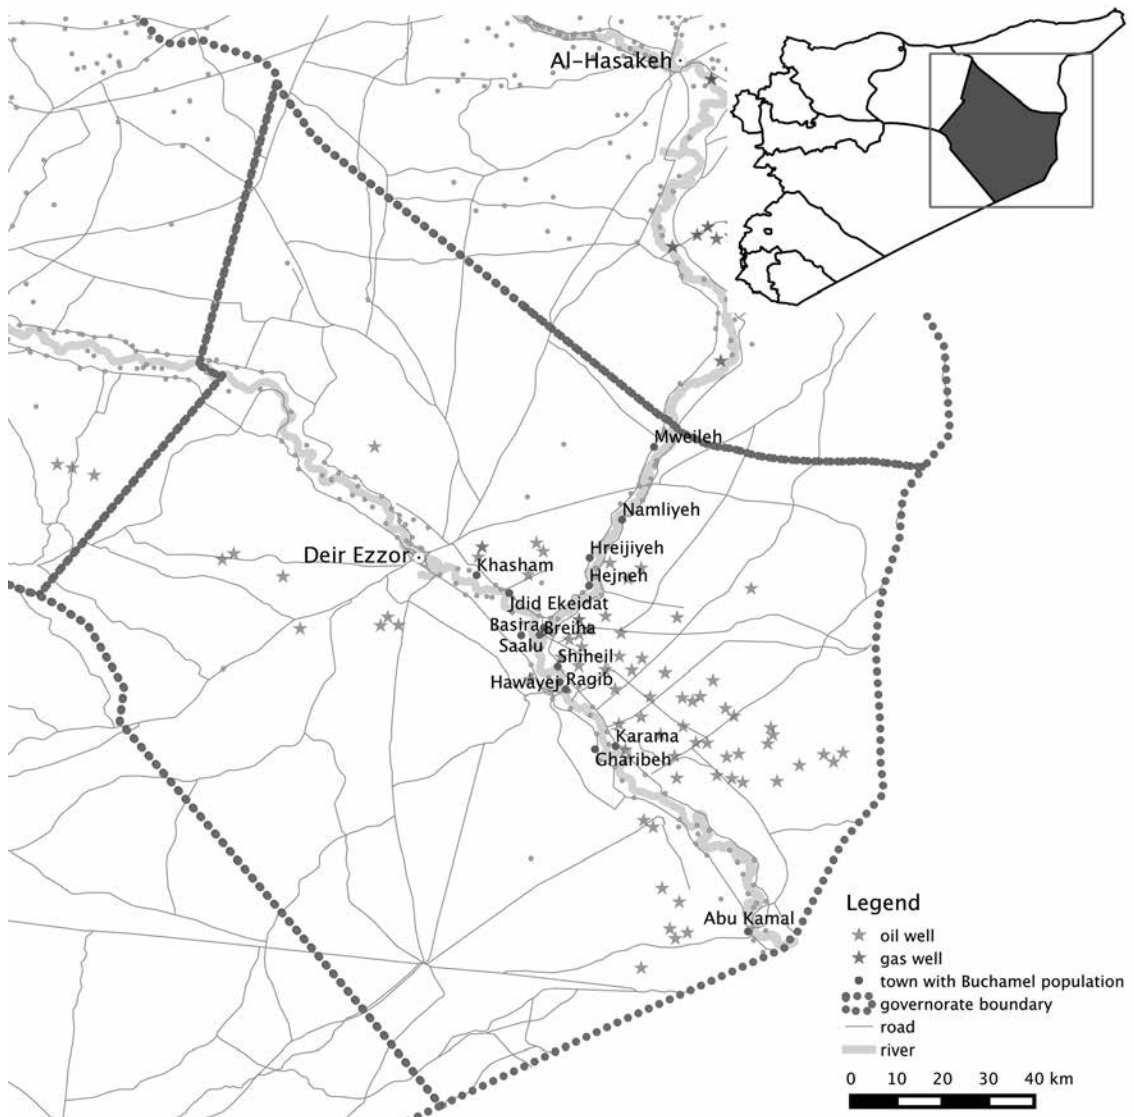 Al-Hasakeh
Mweileh
Namliyeh
Deir Ezzor
Hreijiyeh
Khasham
Hejneh
Jdid Ekeidat
Basira
Breiha
Saalu
Shiheil
Hawayej
Ragib
Karama
Gharibeh
Abu Kamal
Legend
oil well
gas well
town with Buchamel population
governorate boundary
road
river
0 10 20 30 40 km